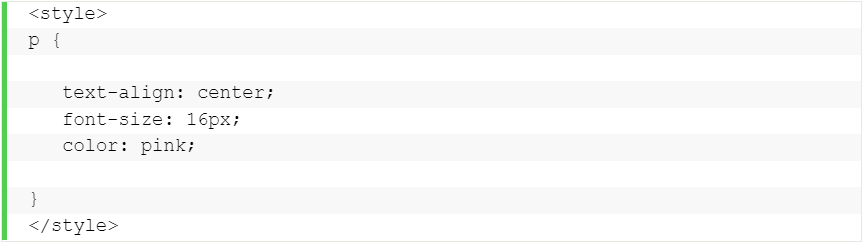 <style>
p {
text-align: center;
font-size: 16px;
color: pink;
}
</style>